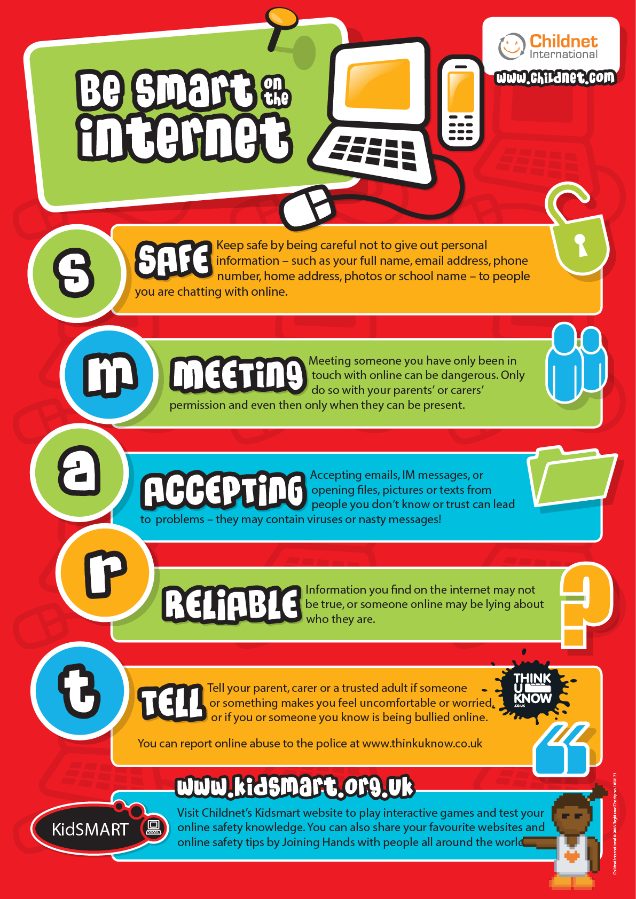 Be smart on
the
internet
Childnet
International
www.childnet.com
s
SAFE
Keep safe by being careful not to give out personal
information – such as your full name, email address, phone
number, home address, photos or school name – to people
you are chatting with online.
m
MEETING
Meeting someone you have only been in
touch with online can be dangerous. Only
do so with your parents’ or carers’
permission and even then only when they can be present.
a
ACCEPTING
Accepting emails, IM messages, or
opening files, pictures or texts from
people you don’t know or trust can lead
to problems – they may contain viruses or nasty messages!
r
RELIABLE
Information you find on the internet may not
be true, or someone online may be lying about
who they are.
?
t
TELL
Tell your parent, carer or a trusted adult if someone
or something makes you feel uncomfortable or worried,
or if you or someone you know is being bullied online.
You can report online abuse to the police at www.thinkuknow.co.uk
THINK
U
KNOW
.co.uk
www.kidsmart.org.uk
KidSMART
Visit Childnet’s Kidsmart website to play interactive games and test your
online safety knowledge. You can also share your favourite websites and
online safety tips by Joining Hands with people all around the world.